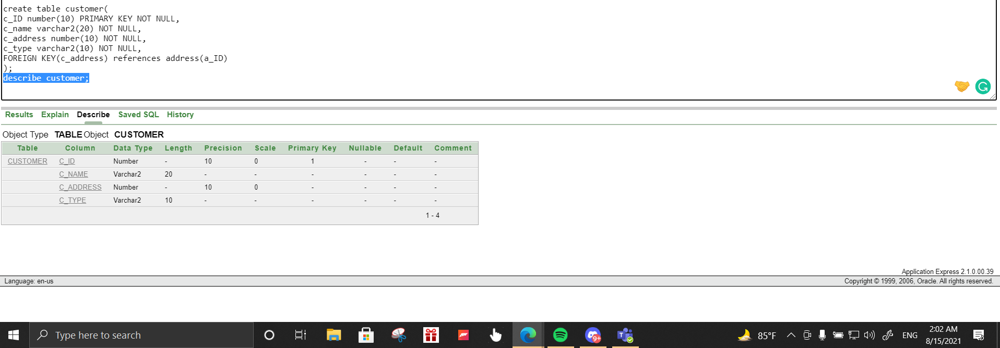 create table customer(
c_ID number(10) PRIMARY KEY NOT NULL,
c_name varchar2(20) NOT NULL,
c_address number(10) NOT NULL,
c_type varchar2(10) NOT NULL,
FOREIGN KEY(c_address) references address(a_ID)
);
describe customer;
Results Explain Describe Saved SQL History
Object Type TABLE Object CUSTOMER
Table Column Data Type Length Precision Scale Primary Key Nullable Default Comment
CUSTOMER C_ID Number - 10 0 1 - - -
C_NAME Varchar2 20 - - - - - -
C_ADDRESS Number - 10 0 - - - -
C_TYPE Varchar2 10 - - - - - -
1 - 4
Application Express 2.1.0.00.39
Language: en-us Copyright © 1999, 2006, Oracle. All rights reserved.
Type here to search 9+ 85°F ENG 2:02 AM
8/15/2021